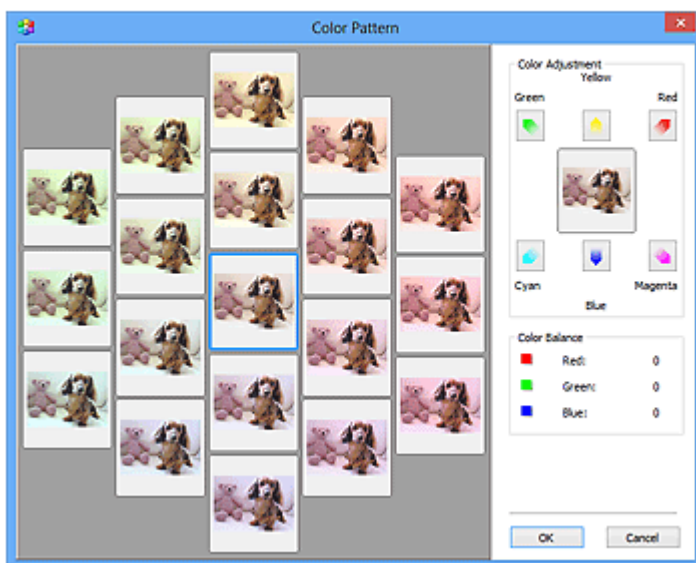 Color Pattern
Color Adjustment
Yellow
Green Red
Cyan Magenta
Blue
Color Balance
Red: 0
Green: 0
Blue: 0
OK Cancel